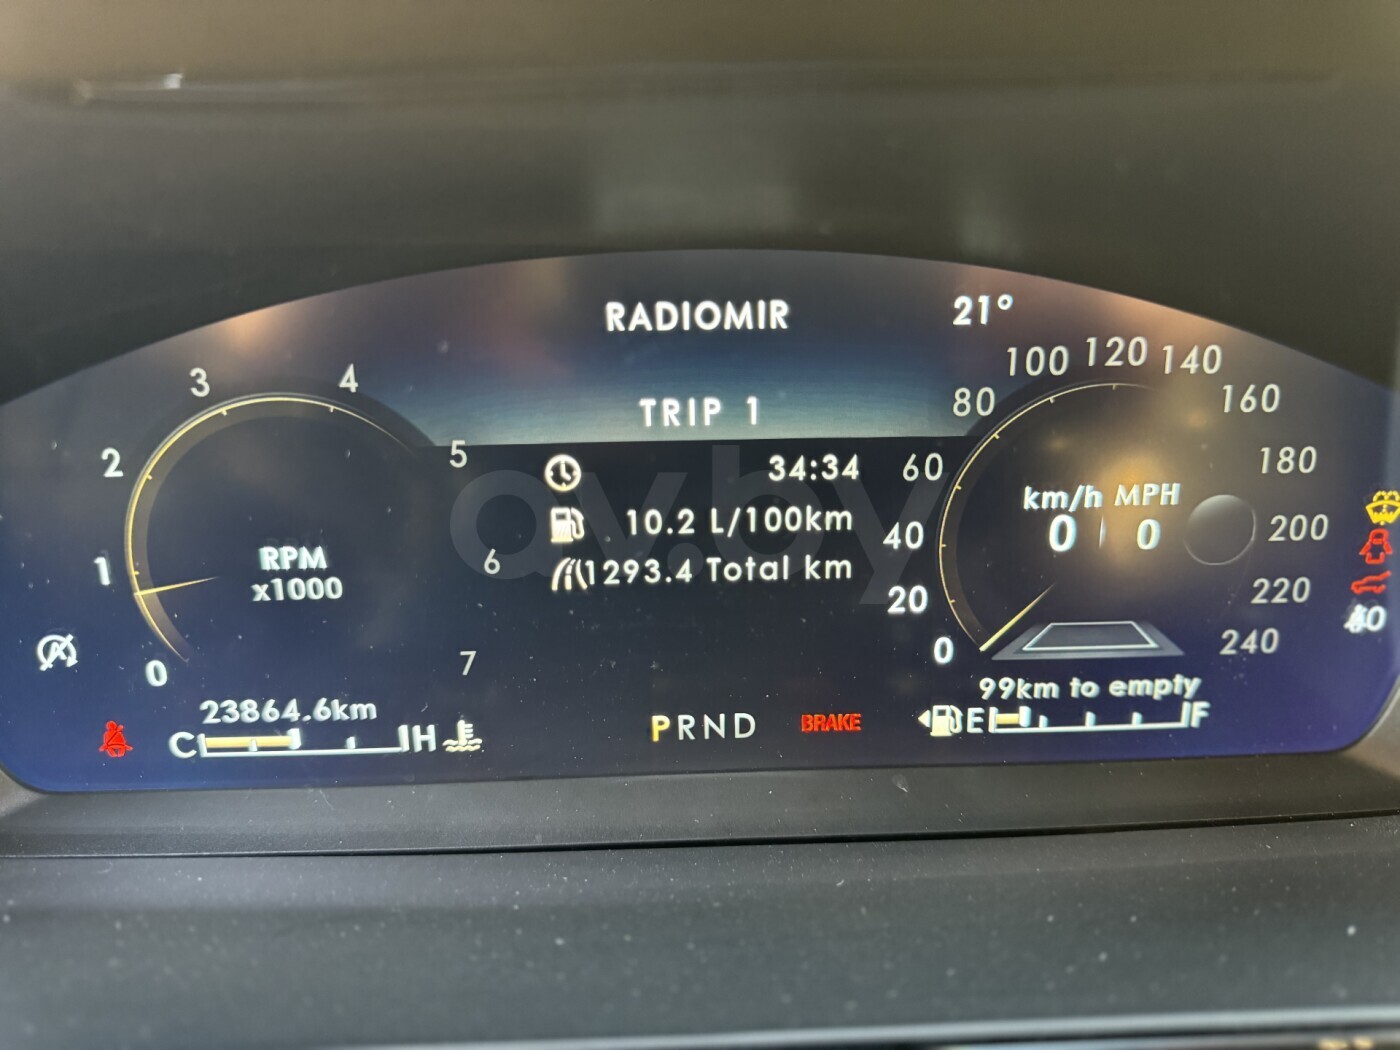 RADIOMIR
21°
TRIP 1
34:34
10.2 L/100km
1293.4 Total km
0
1
2
3
4
5
6
7
RPM
x1000
0
20
40
60
80
100
120
140
160
180
200
220
240
km/h MPH
0 0
23864.6km
C H
PRND
BRAKE
99km to empty
E F
av.by